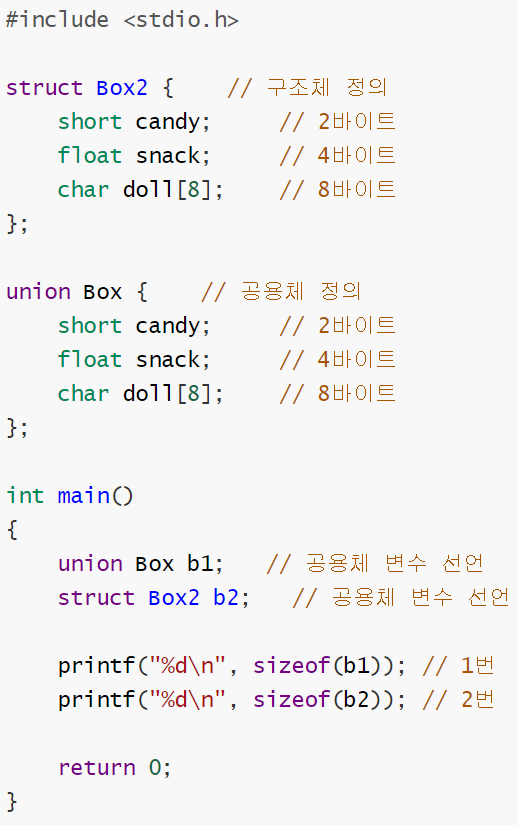 #include <stdio.h>

struct Box2 {    // 구조체 정의
    short candy;     // 2바이트
    float snack;     // 4바이트
    char doll[8];    // 8바이트
};

union Box {    // 공용체 정의
    short candy;     // 2바이트
    float snack;     // 4바이트
    char doll[8];    // 8바이트
};

int main()
{
    union Box b1;   // 공용체 변수 선언
    struct Box2 b2;   // 공용체 변수 선언

    printf("%d\n", sizeof(b1)); // 1번
    printf("%d\n", sizeof(b2)); // 2번

    return 0;
}